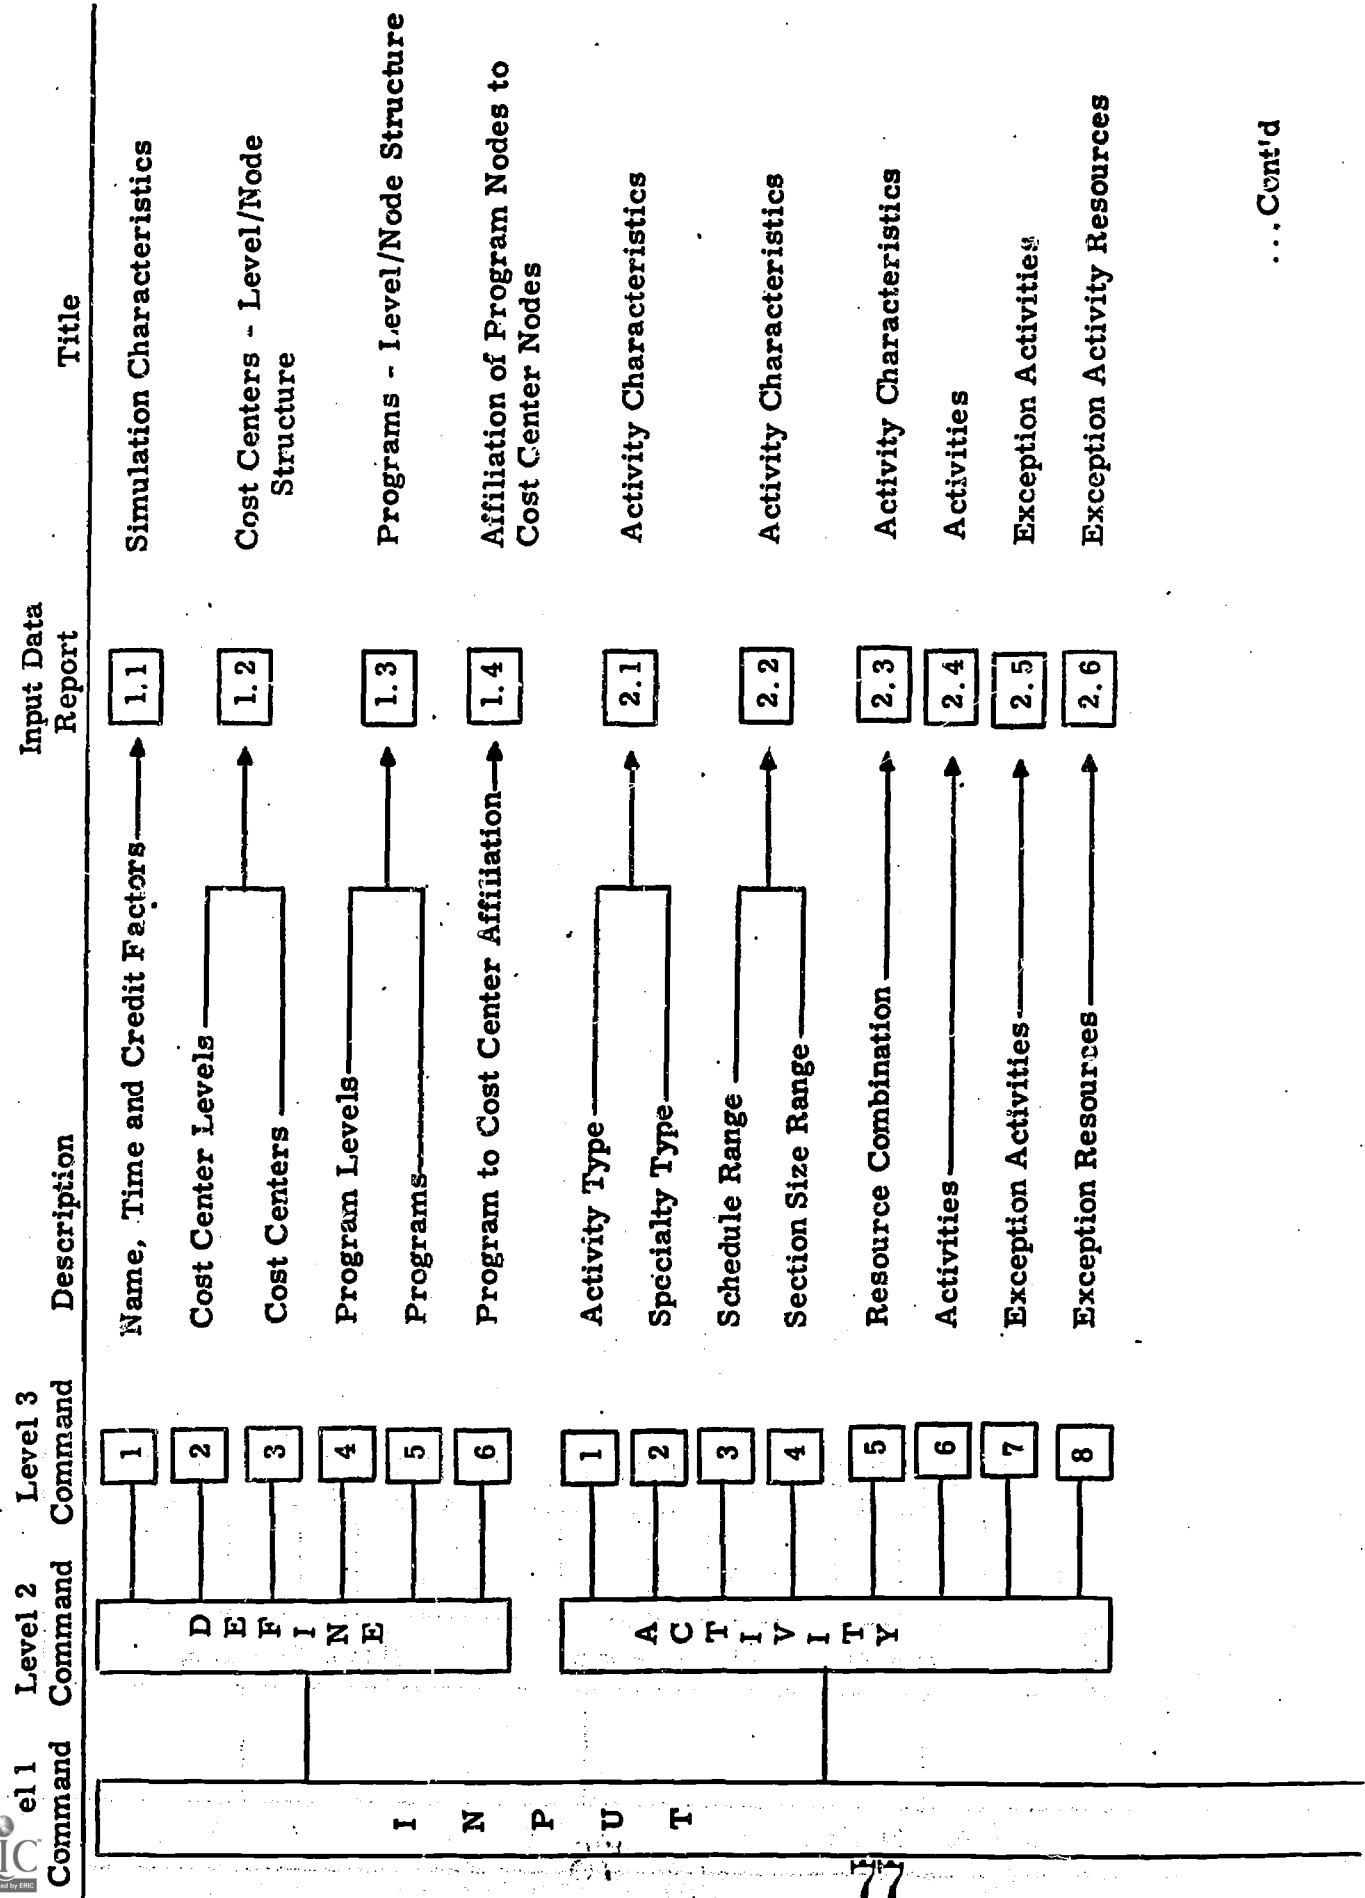 el 1 Level 2 Level 3 Input Data
Command Command Command Description Report Title
INPUT
DEFINE
1 Name, Time and Credit Factors 1.1 Simulation Characteristics
2 Cost Center Levels 1.2 Cost Centers - Level/Node
Structure
3 Cost Centers
4 Program Levels 1.3 Programs - Level/Node Structure
5 Programs
6 Program to Cost Center Affiliation 1.4 Affiliation of Program Nodes to
Cost Center Nodes
ACTIVITY
1 Activity Type 2.1 Activity Characteristics
2 Specialty Type
3 Schedule Range 2.2 Activity Characteristics
4 Section Size Range
5 Resource Combination 2.3 Activity Characteristics
6 Activities 2.4 Activities
7 Exception Activities 2.5 Exception Activities
8 Exception Resources 2.6 Exception Activity Resources
...Cont'd
77